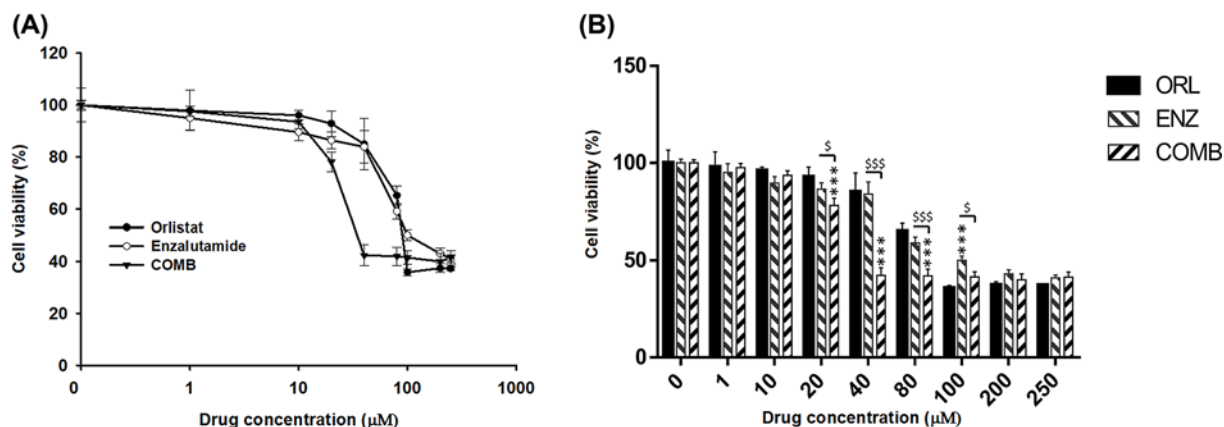 (A)
120
100
80
60
40
20
0
Cell viability (%)
Orlistat
Enzalutamide
COMB
0 1 10 100 1000
Drug concentration (µM)
(B)
150
100
50
0
Cell viability (%)
$
***
$$$
***
$$$
***
***
$
0 1 10 20 40 80 100 200 250
Drug concentration (µM)
ORL
ENZ
COMB